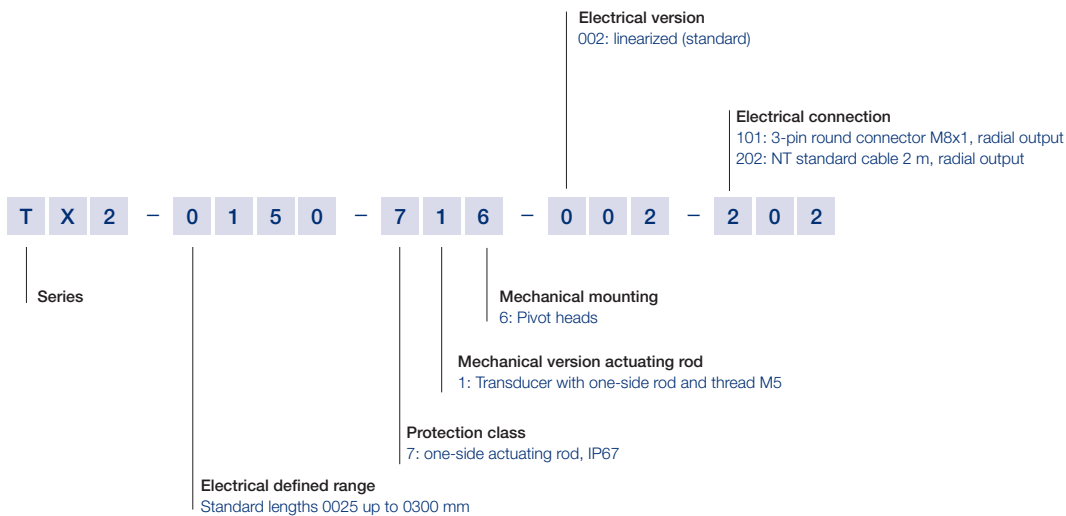 Electrical version
002: linearized (standard)
Electrical connection
101: 3-pin round connector M8x1, radial output
202: NT standard cable 2 m, radial output
T X 2 – 0 1 5 0 – 7 1 6 – 0 0 2 – 2 0 2
Series
Mechanical mounting
6: Pivot heads
Mechanical version actuating rod
1: Transducer with one-side rod and thread M5
Protection class
7: one-side actuating rod, IP67
Electrical defined range
Standard lengths 0025 up to 0300 mm